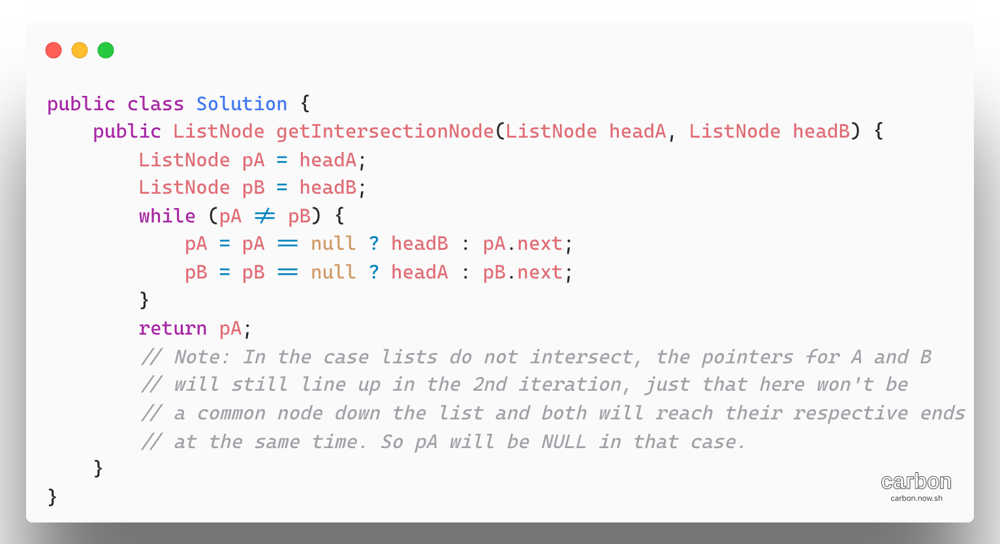 public class Solution {
    public ListNode getIntersectionNode(ListNode headA, ListNode headB) {
        ListNode pA = headA;
        ListNode pB = headB;
        while (pA != pB) {
            pA = pA == null ? headB : pA.next;
            pB = pB == null ? headA : pB.next;
        }
        return pA;
        // Note: In the case lists do not intersect, the pointers for A and B
        // will still line up in the 2nd iteration, just that here won't be
        // a common node down the list and both will reach their respective ends
        // at the same time. So pA will be NULL in that case.
    }
}
carbon
carbon.now.sh